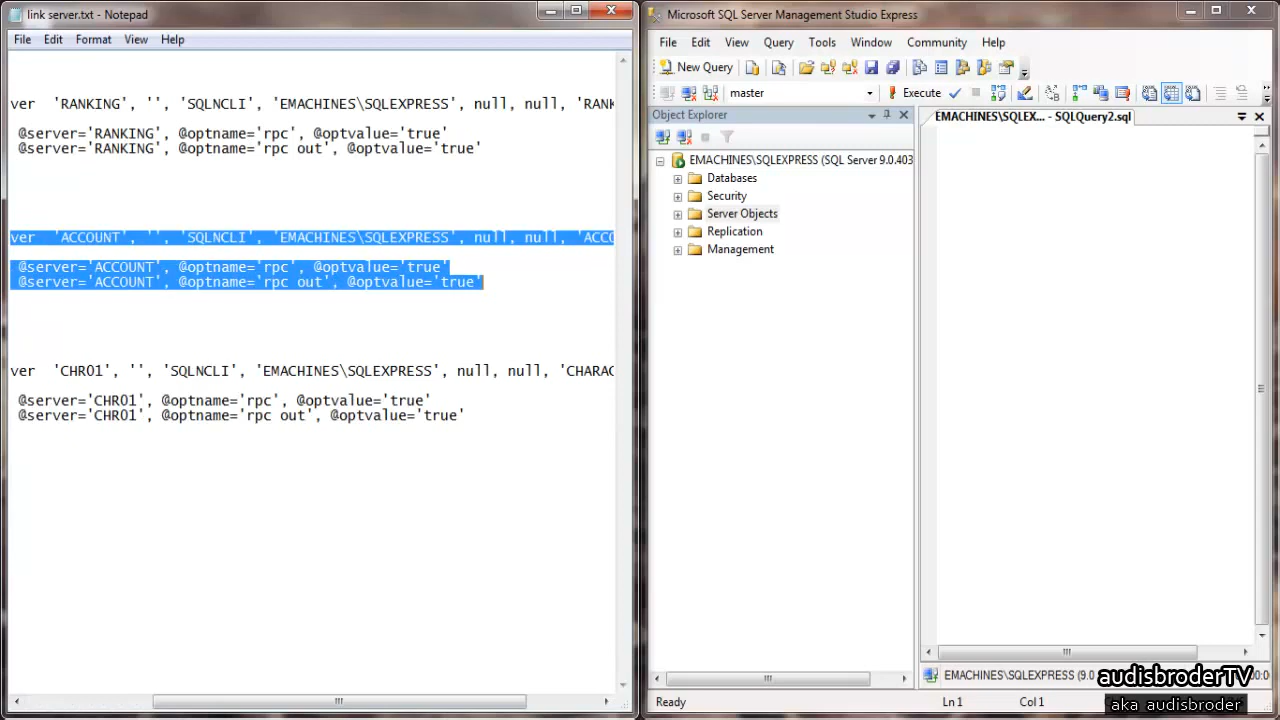 link server.txt - Notepad
File Edit Format View Help
ver 'RANKING', '', 'SQLNCLI', 'EMACHINES\SQLEXPRESS', null, null, 'RANK
@server='RANKING', @optname='rpc', @optvalue='true'
@server='RANKING', @optname='rpc out', @optvalue='true'
ver 'ACCOUNT', '', 'SQLNCLI', 'EMACHINES\SQLEXPRESS', null, null, 'ACCO
@server='ACCOUNT', @optname='rpc', @optvalue='true'
@server='ACCOUNT', @optname='rpc out', @optvalue='true'
ver 'CHR01', '', 'SQLNCLI', 'EMACHINES\SQLEXPRESS', null, null, 'CHARAC
@server='CHR01', @optname='rpc', @optvalue='true'
@server='CHR01', @optname='rpc out', @optvalue='true'
Microsoft SQL Server Management Studio Express
File Edit View Query Tools Window Community Help
New Query
master Execute
Object Explorer
EMACHINES\SQLEXPRESS (SQL Server 9.0.403
Databases
Security
Server Objects
Replication
Management
EMACHINES\SQLEX... - SQLQuery2.sql
EMACHINES\SQLEXPRESS (9.0
Ready Ln 1 Col 1
audisbroderTV
aka audisbroder